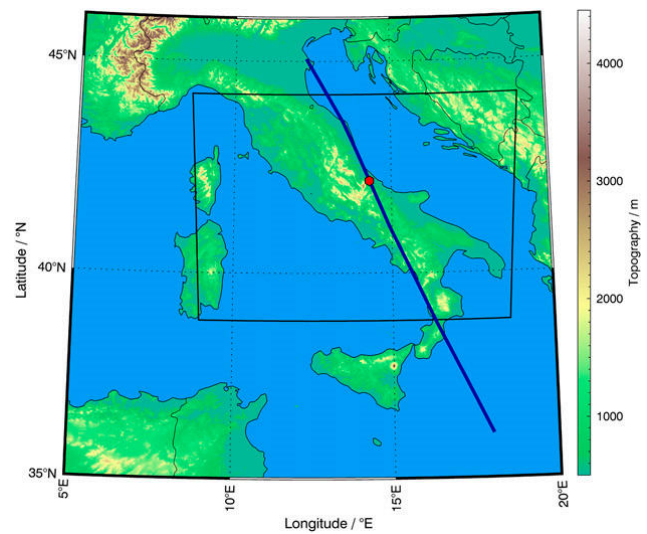 45°N
40°N
35°N
5°E
10°E
15°E
20°E
Latitude / °N
Longitude / °E
4000
3000
2000
1000
Topography / m